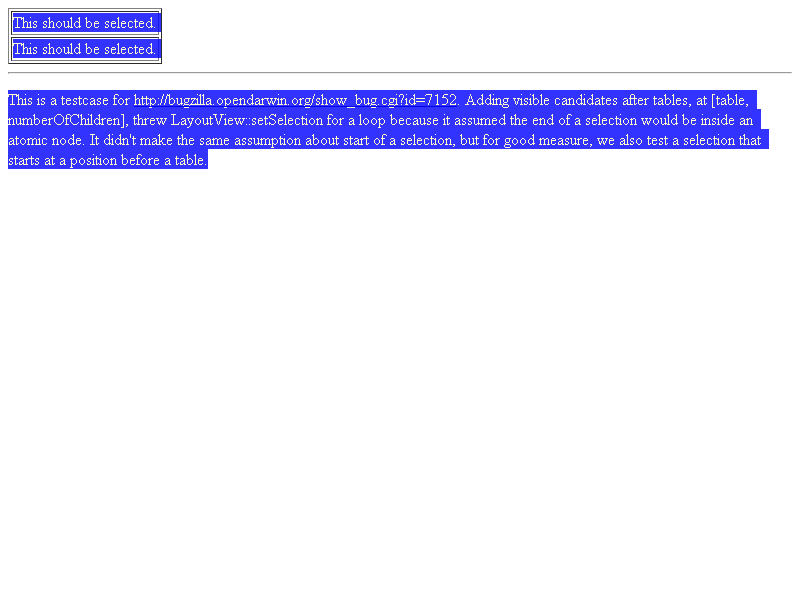 This should be selected.
This should be selected.
This is a testcase for http://bugzilla.opendarwin.org/show_bug.cgi?id=7152. Adding visible candidates after tables, at [table,
numberOfChildren], threw LayoutView::setSelection for a loop because it assumed the end of a selection would be inside an
atomic node. It didn't make the same assumption about start of a selection, but for good measure, we also test a selection that
starts at a position before a table.